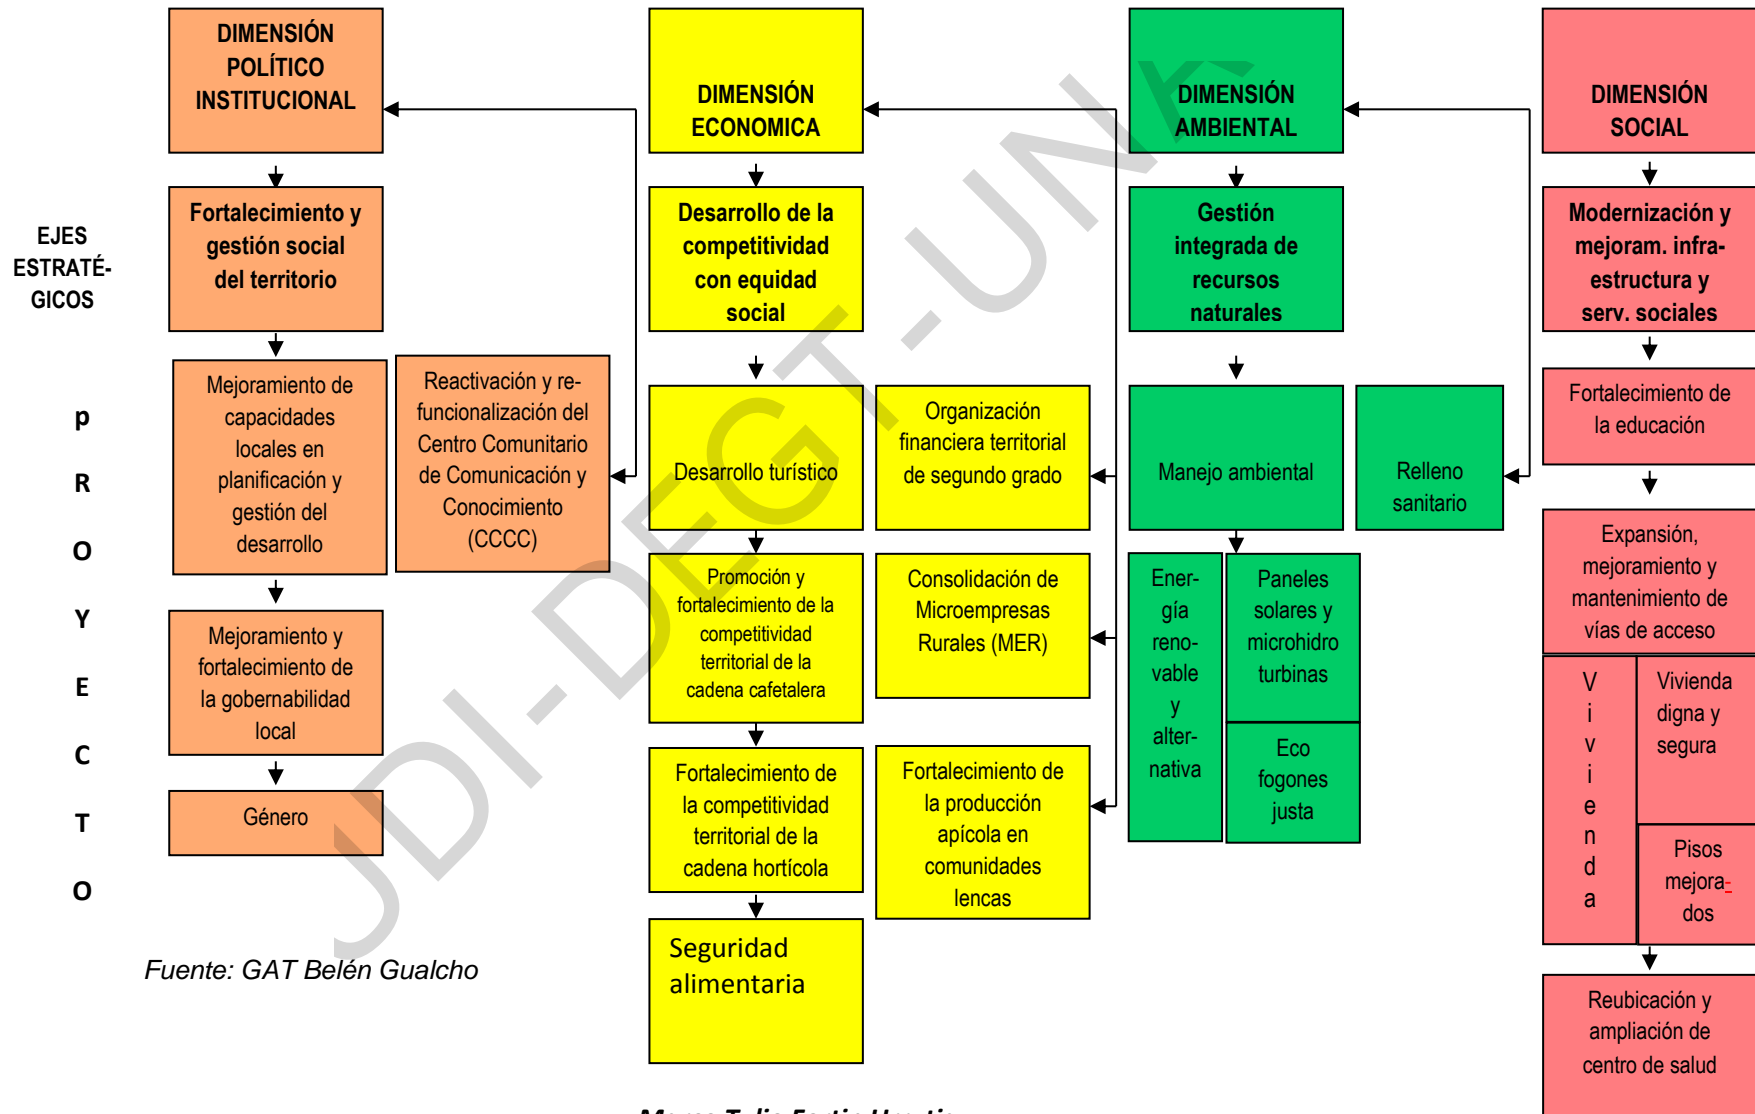 DIMENSIÓN
POLÍTICO
INSTITUCIONAL
DIMENSIÓN
ECONOMICA
DIMENSIÓN
AMBIENTAL
DIMENSIÓN
SOCIAL
EJES
ESTRATÉ-
GICOS
Fortalecimiento y
gestión social
del territorio
Desarrollo de la
competitividad
con equidad
social
Gestión
integrada de
recursos
naturales
Modernización y
mejoram. infra-
estructura y
serv. sociales
p
R
O
Y
E
C
T
O
Mejoramiento de
capacidades
locales en
planificación y
gestión del
desarrollo
Reactivación y re-
funcionalización del
Centro Comunitario
de Comunicación y
Conocimiento
(CCCC)
Mejoramiento y
fortalecimiento de
la gobernabilidad
local
Género
Desarrollo turístico
Organización
financiera territorial
de segundo grado
Promoción y
fortalecimiento de la
competitividad
territorial de la
cadena cafetalera
Consolidación de
Microempresas
Rurales (MER)
Fortalecimiento de
la competitividad
territorial de la
cadena hortícola
Fortalecimiento de
la producción
apícola en
comunidades
lencas
Seguridad
alimentaria
Manejo ambiental
Relleno
sanitario
Ener-
gía
reno-
vable
y
alter-
nativa
Paneles
solares y
microhidro
turbinas
Eco
fogones
justa
Fortalecimiento de
la educación
Expansión,
mejoramiento y
mantenimiento de
vías de acceso
V
i
v
i
e
n
d
a
Vivienda
digna y
segura
Pisos
mejora-
dos
Reubicación y
ampliación de
centro de salud
Fuente: GAT Belén Gualcho
UDI-DEGT-UNA